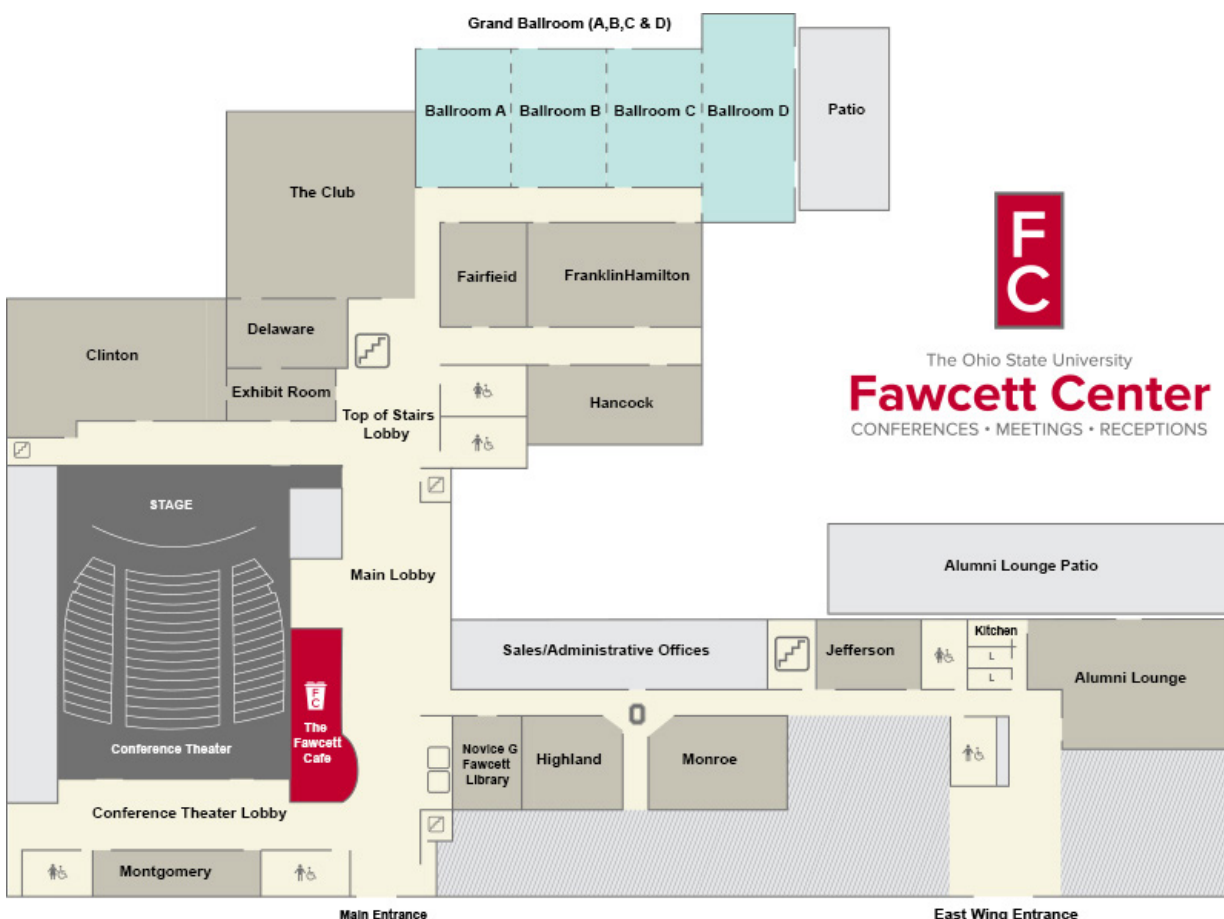 Grand Ballroom (A,B,C & D)
Ballroom A
Ballroom B
Ballroom C
Ballroom D
Patio
The Club
F
C
Fairfieid
FranklinHamilton
Delaware
Clinton
The Ohio State University
Fawcett Center
CONFERENCES • MEETINGS • RECEPTIONS
Exhibit Room
Hancock
Top of Stairs
Lobby
STAGE
Main Lobby
Alumni Lounge Patio
Sales/Administrative Offices
Jefferson
Kitchen
L
L
Alumni Lounge
F
C
The
Fawcett
Cafe
Conference Theater
O
Novice G
Fawcett
Library
Highland
Monroe
Conference Theater Lobby
Montgomery
Main Entrance
East Wing Entrance